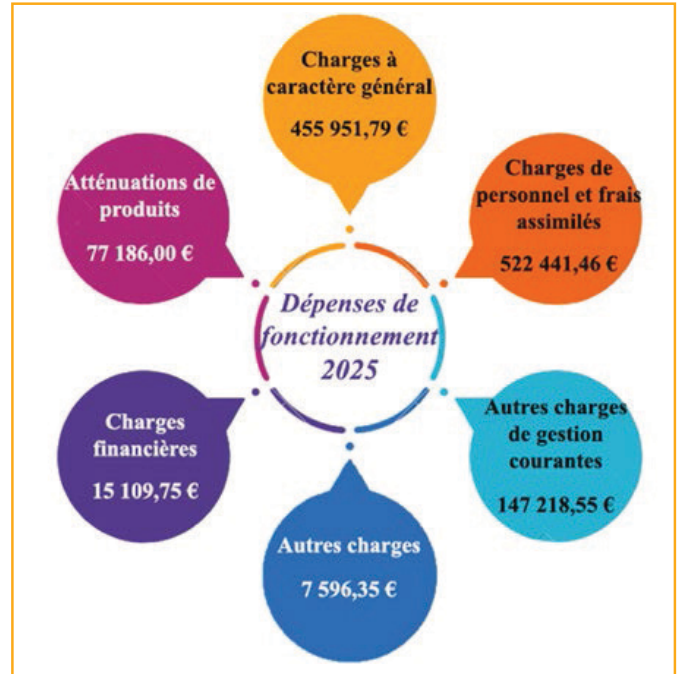 Charges à
caractère général
455 951,79 €
Charges de
personnel et frais
assimilés
522 441,46 €
Autres charges
de gestion
courantes
147 218,55 €
Autres charges
7 596,35 €
Charges
financières
15 109,75 €
Atténuations de
produits
77 186,00 €
Dépenses de
fonctionnement
2025